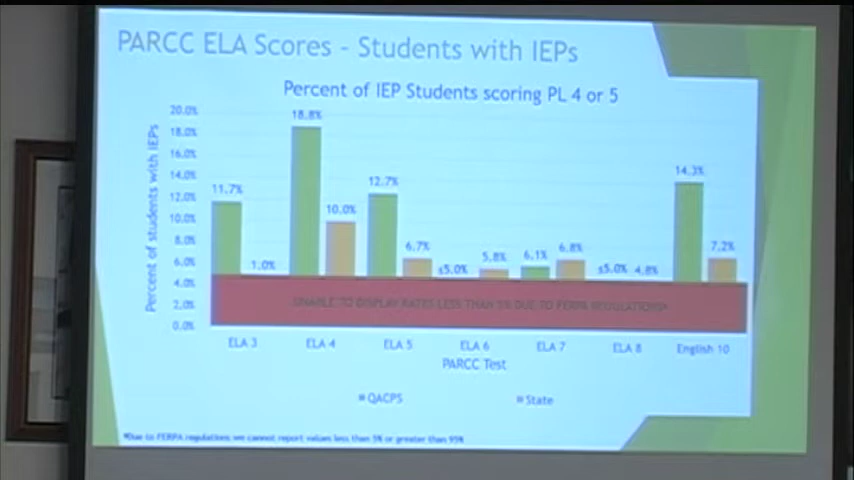 PARCC ELA Scores - Students with IEPs
Percent of IEP Students scoring PL 4 or 5
Percent of students with IEPs
20.0%
18.0%
16.0%
14.0%
12.0%
10.0%
8.0%
6.0%
4.0%
2.0%
0.0%
11.7%
1.0%
18.8%
10.0%
12.7%
6.7%
≤5.0%
5.8%
6.1%
6.8%
≤5.0%
4.8%
14.3%
7.2%
UNABLE TO DISPLAY RATES LESS THAN 5% DUE TO FERPA REGULATIONS*
ELA 3
ELA 4
ELA 5
ELA 6
ELA 7
ELA 8
English 10
PARCC Test
QACPS
State
*Due to FERPA regulations we cannot report values less than 5% or greater than 95%